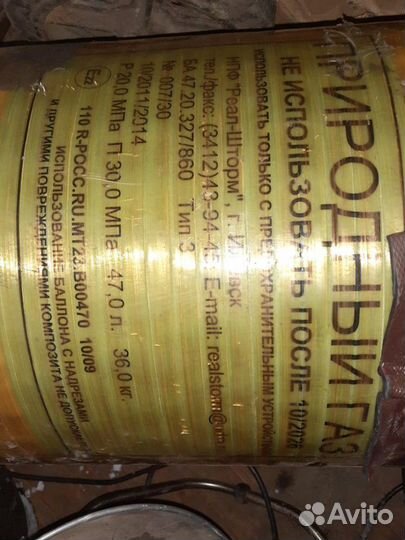 ПРИРОДНЫЙ ГАЗ
НЕ ИСПОЛЬЗОВАТЬ ПОСЛЕ 10/2026
ИСПОЛЬЗОВАТЬ ТОЛЬКО С ПРЕДОХРАНИТЕЛЬНЫМ УСТРОЙСТВОМ
НПФ "Реал-Шторм", г. Ижевск
тел./факс: (3412)43-94-45; E-mail: realstorm@
БА.47.20.327/860 Тип 3
№ 007/30
10/2011/2014
Р 20,0 МПа П 30,0 МПа 47,0 л. 36,0 кг.
110 R-РОСС.RU.МТ23.В00470 10/09
ИСПОЛЬЗОВАНИЕ БАЛЛОНА С НАДРЕЗАМИ
И ДРУГИМИ ПОВРЕЖДЕНИЯМИ КОМПОЗИТА НЕ ДОПУСКАЕТСЯ
Avito